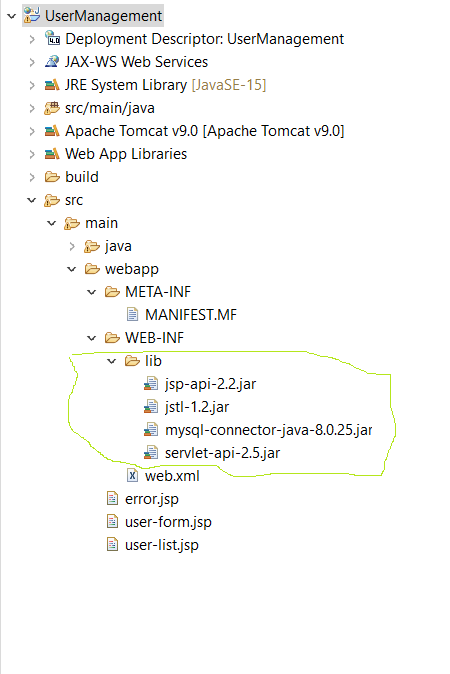 UserManagement
Deployment Descriptor: UserManagement
JAX-WS Web Services
JRE System Library [JavaSE-15]
src/main/java
Apache Tomcat v9.0 [Apache Tomcat v9.0]
Web App Libraries
build
src
main
java
webapp
META-INF
MANIFEST.MF
WEB-INF
lib
jsp-api-2.2.jar
jstl-1.2.jar
mysql-connector-java-8.0.25.jar
servlet-api-2.5.jar
web.xml
error.jsp
user-form.jsp
user-list.jsp